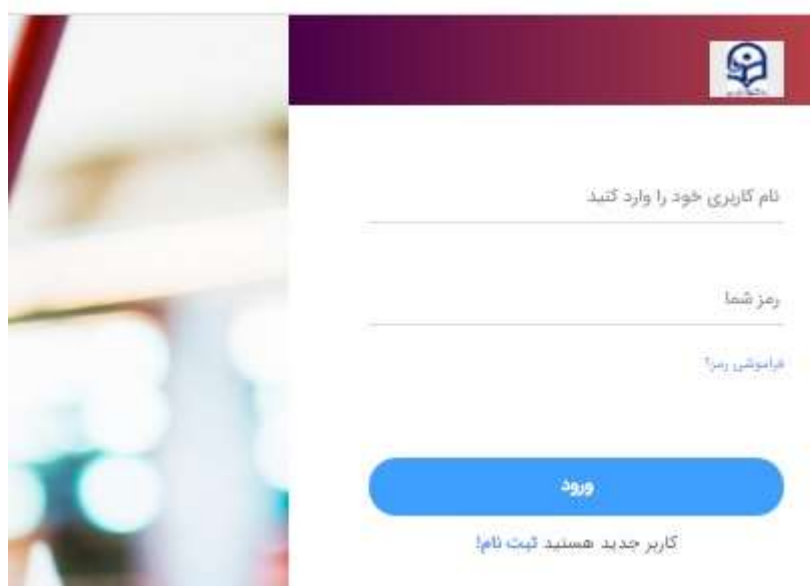 نام کاربری خود را وارد کنید
رمز شما
فراموشی رمز؟
ورود
کاربر جدید هستید ثبت نام!